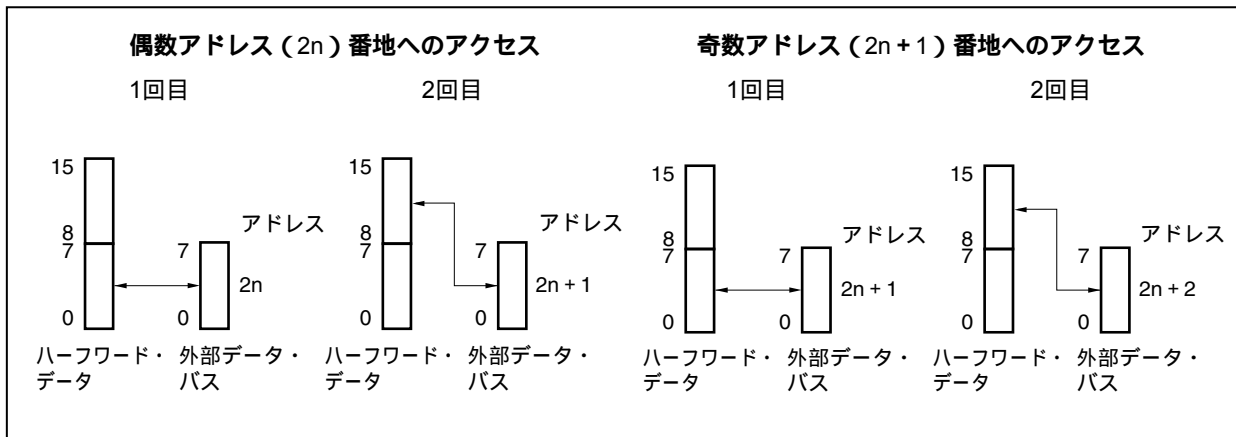 偶数アドレス（2n）番地へのアクセス
1回目
2回目
15
8
7
0
アドレス
7
2n
0
ハーフワード・
データ
外部データ・
バス
15
8
7
0
アドレス
7
2n + 1
0
ハーフワード・
データ
外部データ・
バス
奇数アドレス（2n + 1）番地へのアクセス
1回目
2回目
15
8
7
0
アドレス
7
2n + 1
0
ハーフワード・
データ
外部データ・
バス
15
8
7
0
アドレス
7
2n + 2
0
ハーフワード・
データ
外部データ・
バス